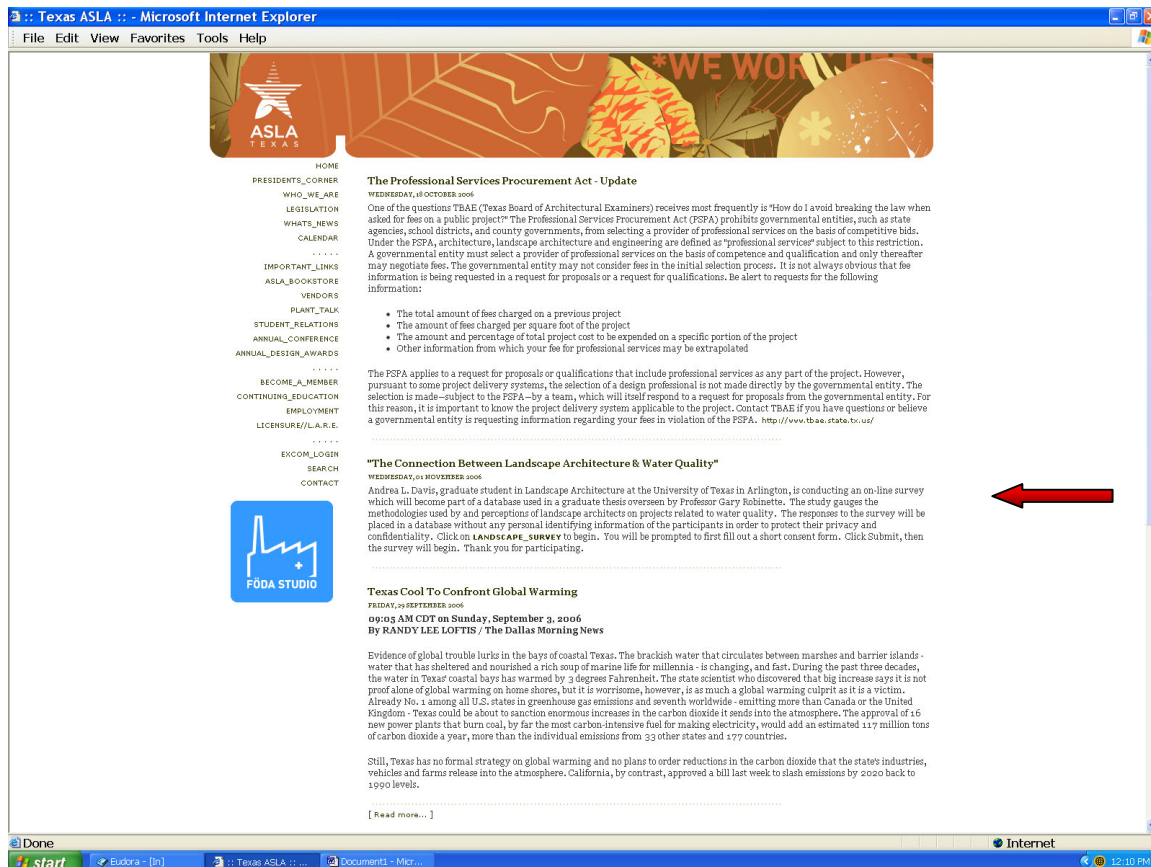 :: Texas ASLA :: - Microsoft Internet Explorer
File Edit View Favorites Tools Help
*WE WORK HERE
ASLA
TEXAS
HOME
PRESIDENTS_CORNER
WHO_WE_ARE
LEGISLATION
WHATS_NEWS
CALENDAR
. . . . .
IMPORTANT_LINKS
ASLA_BOOKSTORE
VENDORS
PLANT_TALK
STUDENT_RELATIONS
ANNUAL_CONFERENCE
ANNUAL_DESIGN_AWARDS
. . . . .
BECOME_A_MEMBER
CONTINUING_EDUCATION
EMPLOYMENT
LICENSURE//L.A.R.E.
. . . . .
EXCOM_LOGIN
SEARCH
CONTACT
FÖDA STUDIO
The Professional Services Procurement Act - Update
WEDNESDAY, 18 OCTOBER 2006
One of the questions TBAE (Texas Board of Architectural Examiners) receives most frequently is "How do I avoid breaking the law when
asked for fees on a public project?" The Professional Services Procurement Act (PSPA) prohibits governmental entities, such as state
agencies, school districts, and county governments, from selecting a provider of professional services on the basis of competitive bids.
Under the PSPA, architecture, landscape architecture and engineering are defined as "professional services" subject to this restriction.
A governmental entity must select a provider of professional services on the basis of competence and qualification and only thereafter
may negotiate fees. The governmental entity may not consider fees in the initial selection process. It is not always obvious that fee
information is being requested in a request for proposals or a request for qualifications. Be alert to requests for the following
information:
• The total amount of fees charged on a previous project
• The amount of fees charged per square foot of the project
• The amount and percentage of total project cost to be expended on a specific portion of the project
• Other information from which your fee for professional services may be extrapolated
The PSPA applies to a request for proposals or qualifications that include professional services as any part of the project. However,
pursuant to some project delivery systems, the selection of a design professional is not made directly by the governmental entity. The
selection is made—subject to the PSPA—by a team, which will itself respond to a request for proposals from the governmental entity. For
this reason, it is important to know the project delivery system applicable to the project. Contact TBAE if you have questions or believe
a governmental entity is requesting information regarding your fees in violation of the PSPA. http://www.tbae.state.tx.us/
"The Connection Between Landscape Architecture & Water Quality"
WEDNESDAY, 01 NOVEMBER 2006
Andrea L. Davis, graduate student in Landscape Architecture at the University of Texas in Arlington, is conducting an on-line survey
which will become part of a database used in a graduate thesis overseen by Professor Gary Robinette. The study gauges the
methodologies used by and perceptions of landscape architects on projects related to water quality. The responses to the survey will be
placed in a database without any personal identifying information of the participants in order to protect their privacy and
confidentiality. Click on LANDSCAPE_SURVEY to begin. You will be prompted to first fill out a short consent form. Click Submit, then
the survey will begin. Thank you for participating.
Texas Cool To Confront Global Warming
FRIDAY, 29 SEPTEMBER 2006
09:05 AM CDT on Sunday, September 3, 2006
By RANDY LEE LOFTIS / The Dallas Morning News
Evidence of global trouble lurks in the bays of coastal Texas. The brackish water that circulates between marshes and barrier islands -
water that has sheltered and nourished a rich soup of marine life for millennia - is changing, and fast. During the past three decades,
the water in Texas' coastal bays has warmed by 3 degrees Fahrenheit. The state scientist who discovered that big increase says it is not
proof alone of global warming on home shores, but it is worrisome, however, is as much a global warming culprit as it is a victim.
Already No. 1 among all U.S. states in greenhouse gas emissions and seventh worldwide - emitting more than Canada or the United
Kingdom - Texas could be about to sanction enormous increases in the carbon dioxide it sends into the atmosphere. The approval of 16
new power plants that burn coal, by far the most carbon-intensive fuel for making electricity, would add an estimated 117 million tons
of carbon dioxide a year, more than the individual emissions from 33 other states and 177 countries.
Still, Texas has no formal strategy on global warming and no plans to order reductions in the carbon dioxide that the state's industries,
vehicles and farms release into the atmosphere. California, by contrast, approved a bill last week to slash emissions by 2020 back to
1990 levels.
[ Read more... ]
Done
Internet
start
Eudora - [In]
:: Texas ASLA :: ...
Document1 - Micr...
12:10 PM